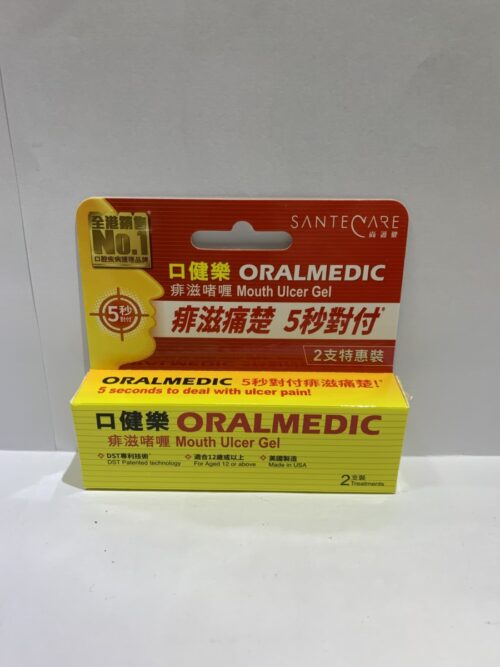 全港銷售
No.1
口腔疾病護理品牌
SANTECARE
口健樂 ORALMEDIC
痱滋啫喱 Mouth Ulcer Gel
5秒
對付
痱滋痛楚 5秒對付
2支特惠裝
ORALMEDIC 5秒對付痱滋痛楚!
5 seconds to deal with ulcer pain!
口健樂 ORALMEDIC
痱滋啫喱 Mouth Ulcer Gel
DST專利技術 適合12歲或以上 美國製造
DST Patented technology For Aged 12 or above Made in USA
2支裝
Treatments